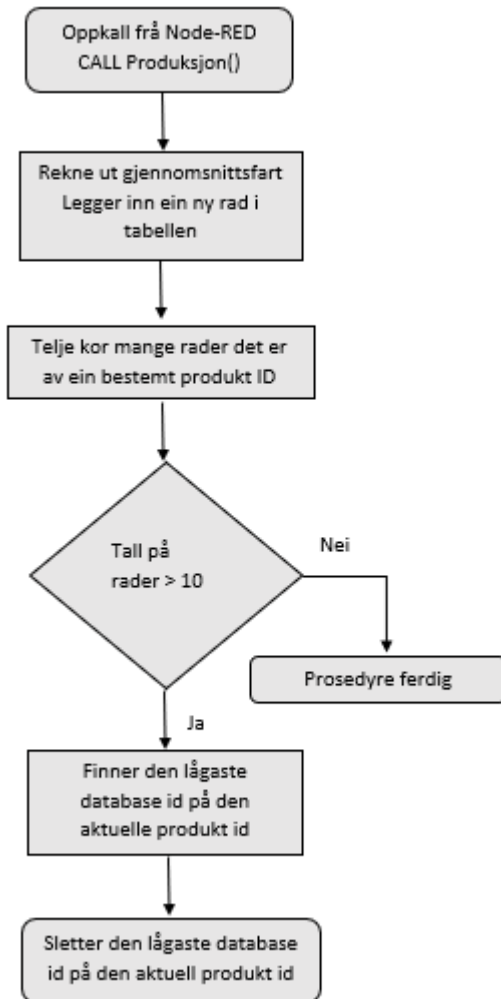 Oppkall frå Node-RED
CALL Produksjon()
Rekne ut gjennomsnittsfart
Legger inn ein ny rad i
tabellen
Telje kor mange rader det er
av ein bestemt produkt ID
Tall på
rader > 10
Nei
Prosedyre ferdig
Ja
Finner den lågaste
database id på den
aktuelle produkt id
Sletter den lågaste database
id på den aktuell produkt id